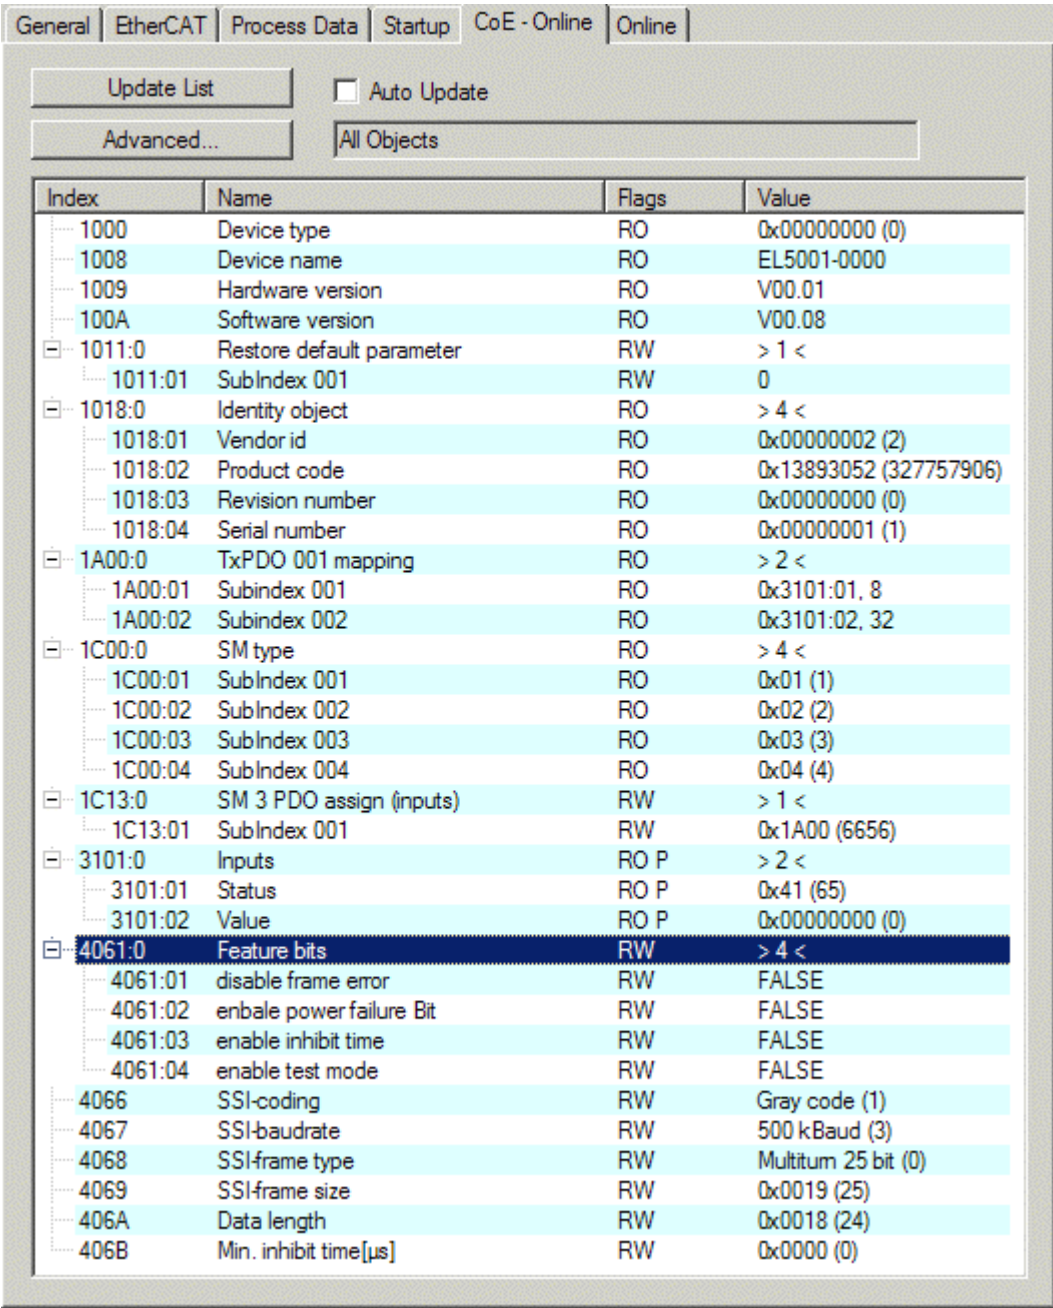 General EtherCAT Process Data Startup CoE - Online Online
Update List Auto Update
Advanced... All Objects
Index Name Flags Value
1000 Device type RO 0x00000000 (0)
1008 Device name RO EL5001-0000
1009 Hardware version RO V00.01
100A Software version RO V00.08
1011:0 Restore default parameter RW > 1 <
1011:01 SubIndex 001 RW 0
1018:0 Identity object RO > 4 <
1018:01 Vendor id RO 0x00000002 (2)
1018:02 Product code RO 0x13893052 (327757906)
1018:03 Revision number RO 0x00000000 (0)
1018:04 Serial number RO 0x00000001 (1)
1A00:0 TxPDO 001 mapping RO > 2 <
1A00:01 Subindex 001 RO 0x3101:01, 8
1A00:02 Subindex 002 RO 0x3101:02, 32
1C00:0 SM type RO > 4 <
1C00:01 SubIndex 001 RO 0x01 (1)
1C00:02 SubIndex 002 RO 0x02 (2)
1C00:03 SubIndex 003 RO 0x03 (3)
1C00:04 SubIndex 004 RO 0x04 (4)
1C13:0 SM 3 PDO assign (inputs) RW > 1 <
1C13:01 SubIndex 001 RW 0x1A00 (6656)
3101:0 Inputs RO P > 2 <
3101:01 Status RO P 0x41 (65)
3101:02 Value RO P 0x00000000 (0)
4061:0 Feature bits RW > 4 <
4061:01 disable frame error RW FALSE
4061:02 enbale power failure Bit RW FALSE
4061:03 enable inhibit time RW FALSE
4061:04 enable test mode RW FALSE
4066 SSI-coding RW Gray code (1)
4067 SSI-baudrate RW 500 kBaud (3)
4068 SSI-frame type RW Multiturn 25 bit (0)
4069 SSI-frame size RW 0x0019 (25)
406A Data length RW 0x0018 (24)
406B Min. inhibit time[µs] RW 0x0000 (0)